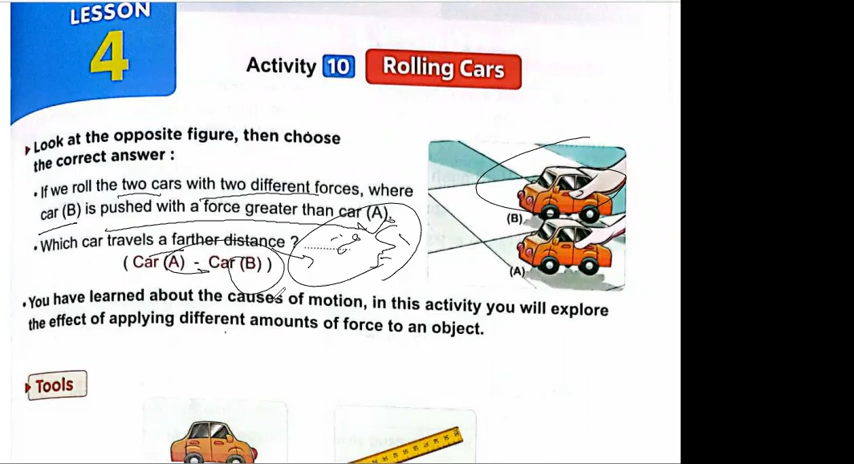 LESSON
4
Activity 10 Rolling Cars
Look at the opposite figure, then choose
the correct answer :
• If we roll the two cars with two different forces, where
car (B) is pushed with a force greater than car (A).
• Which car travels a farther distance ? ............
( Car (A) - Car (B) )
(B)
(A)
• You have learned about the causes of motion, in this activity you will explore
the effect of applying different amounts of force to an object.
Tools